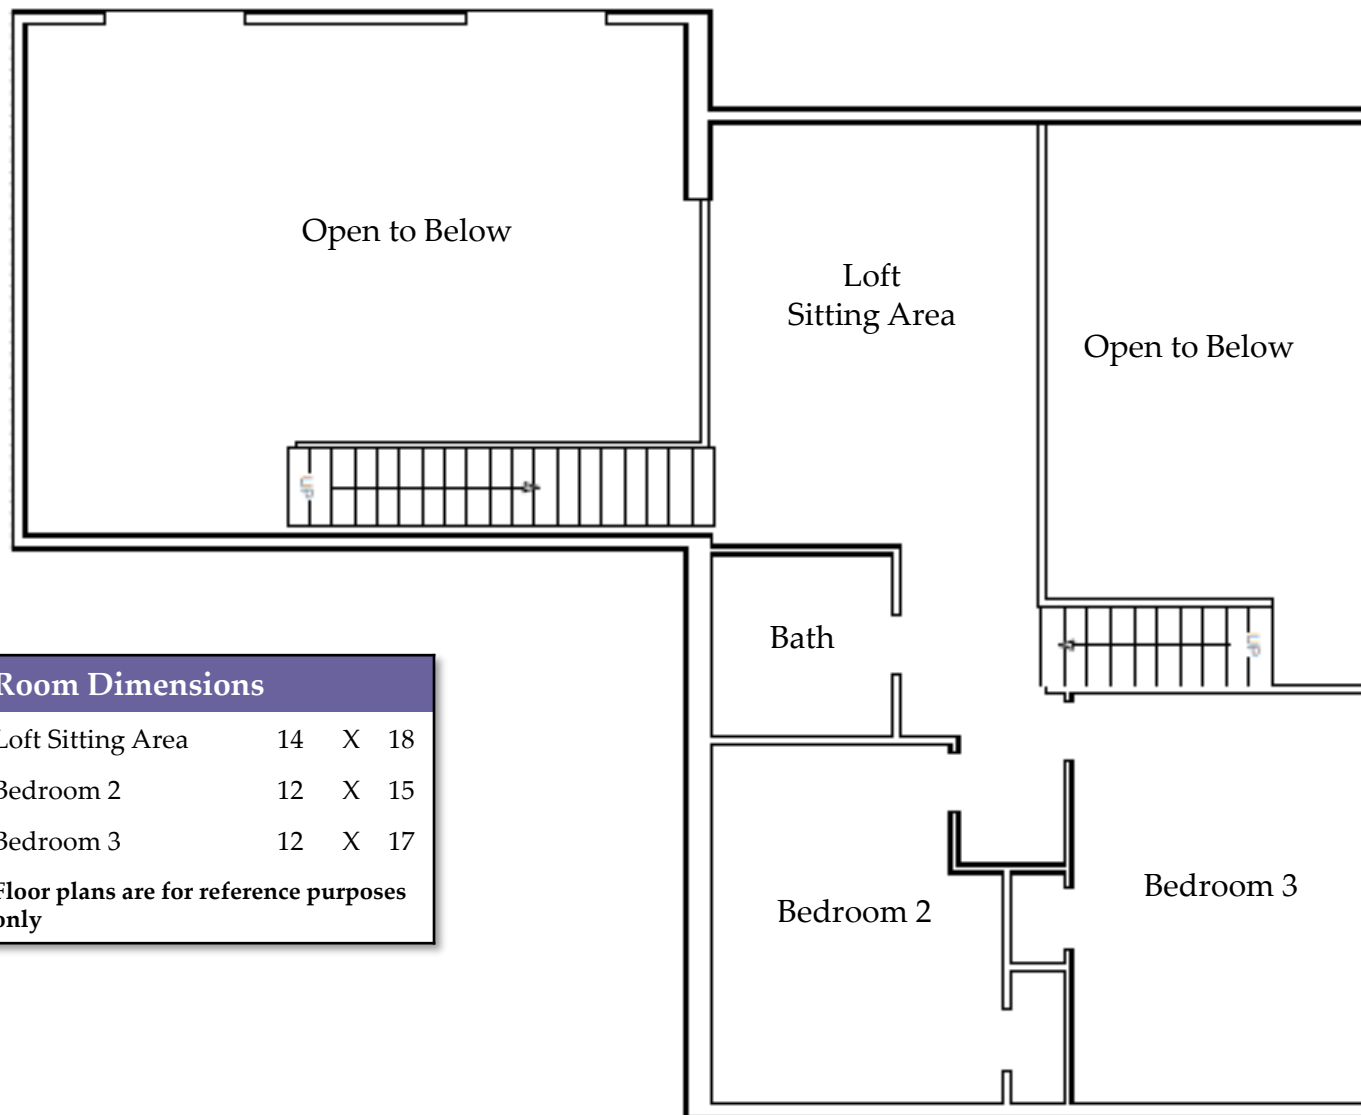 Open to Below
Loft
Sitting Area
Open to Below
UP
Bath
UP
Room Dimensions
Loft Sitting Area 14 X 18
Bedroom 2 12 X 15
Bedroom 3 12 X 17
Floor plans are for reference purposes
only
Bedroom 2
Bedroom 3